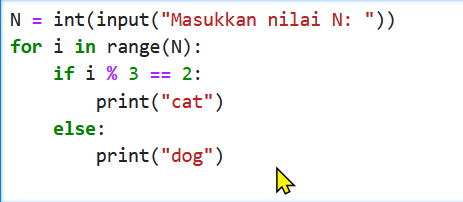 N = int(input("Masukkan nilai N: "))
for i in range(N):
    if i % 3 == 2:
        print("cat")
    else:
        print("dog")